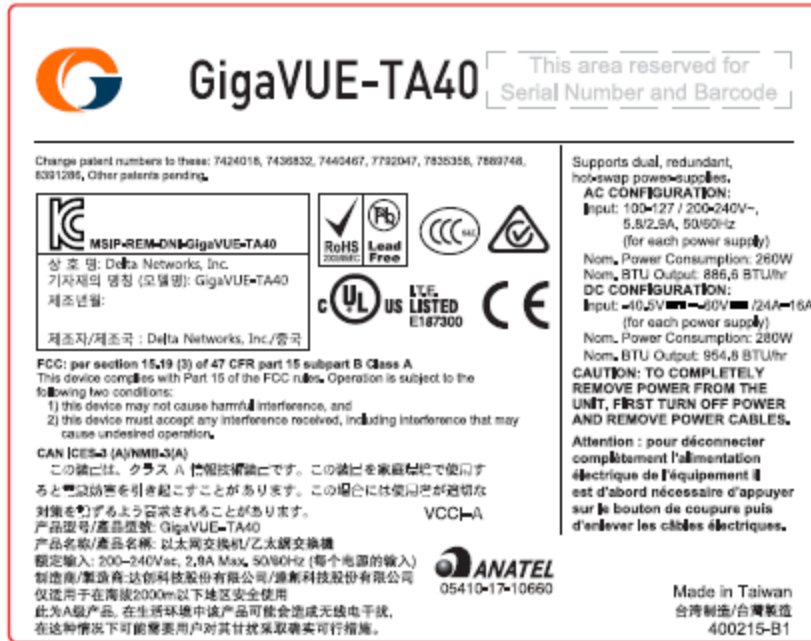 GigaVUE-TA40
This area reserved for
Serial Number and Barcode
Change patent numbers to these: 7424018, 7436832, 7440467, 7792047, 7835358, 7889748,
8391286, Other patents pending.
MSIP-REM-DNI-GigaVUE-TA40
상 호 명: Delta Networks, Inc.
기자재의 명칭 (모델명): GigaVUE-TA40
제조년월:
제조자/제조국 : Delta Networks, Inc./중국
RoHS
Pb
Lead
Free
CCC
c UL US
I.T.E.
LISTED
E187300
CE
FCC: per section 15.19 (3) of 47 CFR part 15 subpart B Class A
This device complies with Part 15 of the FCC rules. Operation is subject to the
following two conditions:
1) this device may not cause harmful interference, and
2) this device must accept any interference received, including interference that may
cause undesired operation.
CAN ICES-3 (A)/NMB-3(A)
この装置は、クラス A 情報技術装置です。この装置を家庭環境で使用す
ると電波妨害を引き起こすことがあります。この場合には使用者が適切な
対策を講ずるよう要求されることがあります。
VCCI-A
产品型号/產品型號: GigaVUE-TA40
产品名称/產品名稱: 以太网交换机/乙太網交換機
额定输入: 200-240Vac, 2.9A Max, 50/60Hz (每个电源的输入)
制造商/製造商:达创科技股份有限公司/達創科技股份有限公司
仅适用于在海拔2000m以下地区安全使用
此为A级产品, 在生活环境中该产品可能会造成无线电干扰,
在这种情况下可能需要用户对其干扰采取确实可行措施。
ANATEL
05410-17-10660
Supports dual, redundant,
hot-swap power-supplies.
AC CONFIGURATION:
Input: 100-127 / 200-240V~,
5.8/2.9A, 50/60Hz
(for each power supply)
Nom. Power Consumption: 260W
Nom. BTU Output: 886.6 BTU/hr
DC CONFIGURATION:
Input: -40.5V⎓ -60V⎓ /24A-16A
(for each power supply)
Nom. Power Consumption: 280W
Nom. BTU Output: 954.8 BTU/hr
CAUTION: TO COMPLETELY
REMOVE POWER FROM THE
UNIT, FIRST TURN OFF POWER
AND REMOVE POWER CABLES.
Attention : pour déconnecter
complètement l'alimentation
électrique de l'équipement il
est d'abord nécessaire d'appuyer
sur le bouton de coupure puis
d'enlever les câbles électriques.
Made in Taiwan
台湾制造/台灣製造
400215-B1